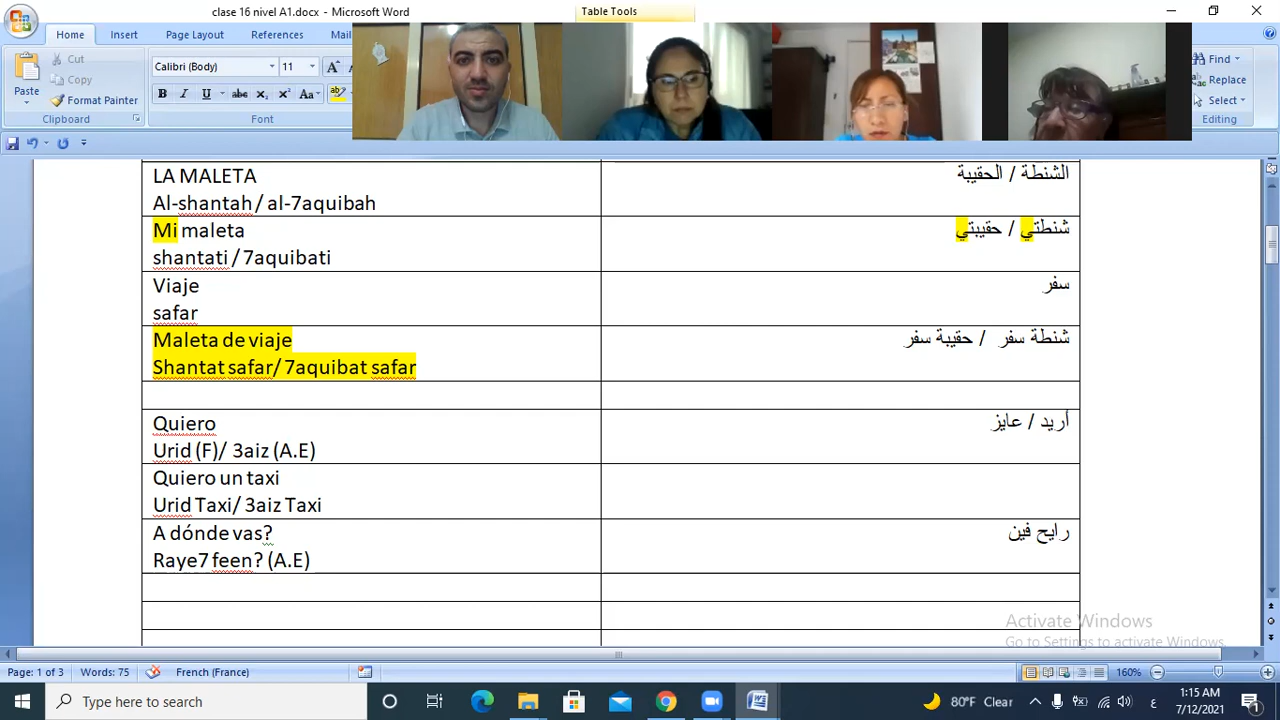 clase 16 nivel A1.docx - Microsoft Word
Table Tools
Home Insert Page Layout References
Cut
Copy
Format Painter
Paste
Clipboard
Calibri (Body) 11
B I U abc X₂ X² Aa
Font
Find
Replace
Select
Editing
LA MALETA
Al-shantah / al-7aquibah
الشنطة / الحقيبة
Mi maleta
shantati / 7aquibati
شنطتي / حقيبتي
Viaje
safar
سفر
Maleta de viaje
Shantat safar/ 7aquibat safar
شنطة سفر / حقيبة سفر
Quiero
Urid (F)/ 3aiz (A.E)
أريد / عايز
Quiero un taxi
Urid Taxi/ 3aiz Taxi
A dónde vas?
Raye7 feen? (A.E)
رايح فين
Activate Windows
Go to Settings to activate Windows.
Page: 1 of 3 Words: 75 French (France) 160%
Type here to search
80°F Clear
ع
1:15 AM
7/12/2021